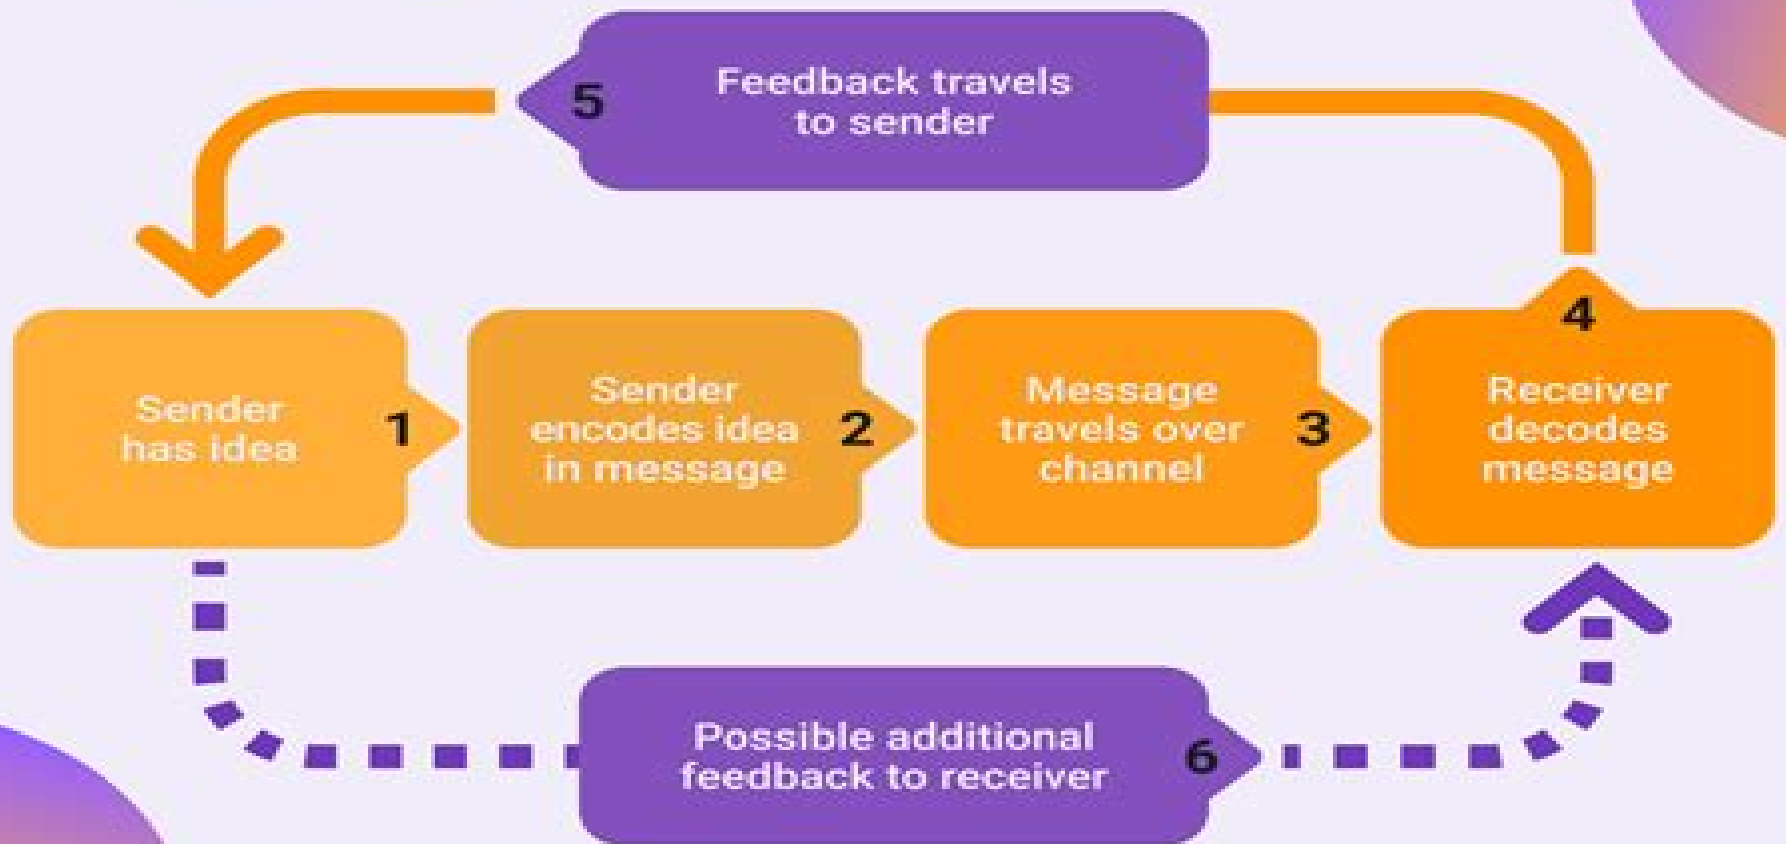 5
Feedback travels
to sender
Sender
has idea
1
Sender
encodes idea
in message
2
Message
travels over
channel
3
4
Receiver
decodes
message
Possible additional
feedback to receiver
6